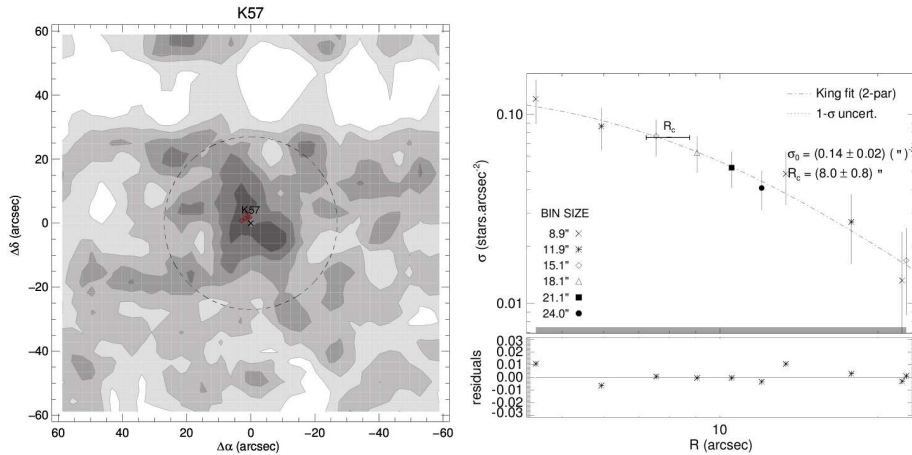 K57
60
40
20
0
-20
-40
-60
Δδ (arcsec)
K57
60 40 20 0 -20 -40 -60
Δα (arcsec)
0.10
0.01
σ (stars.arcsec⁻²)
King fit (2-par)
1-σ uncert.
R_c
σ₀ = (0.14 ± 0.02) (")
R_c = (8.0 ± 0.8) "
BIN SIZE
8.9"
11.9"
15.1"
18.1"
21.1"
24.0"
0.03
0.02
0.01
0.00
-0.01
-0.02
-0.03
residuals
10
R (arcsec)